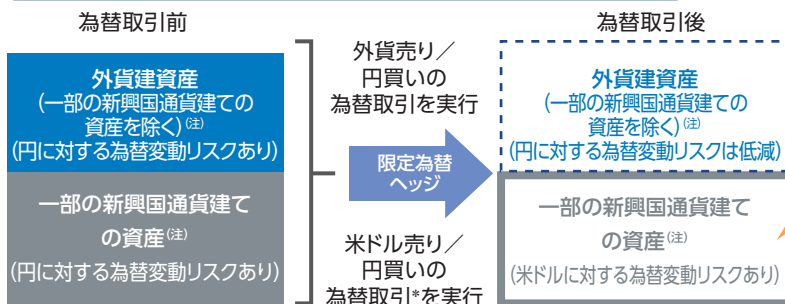 為替取引前
外貨建資産
(一部の新興国通貨建ての
資産を除く)(注)
(円に対する為替変動リスクあり)
一部の新興国通貨建て
の資産(注)
(円に対する為替変動リスクあり)
外貨売り／
円買いの
為替取引を実行
限定為替
ヘッジ
米ドル売り／
円買いの
為替取引*を実行
為替取引後
外貨建資産
(一部の新興国通貨建ての
資産を除く)(注)
(円に対する為替変動リスクは低減)
一部の新興国通貨建て
の資産(注)
(米ドルに対する為替変動リスクあり)